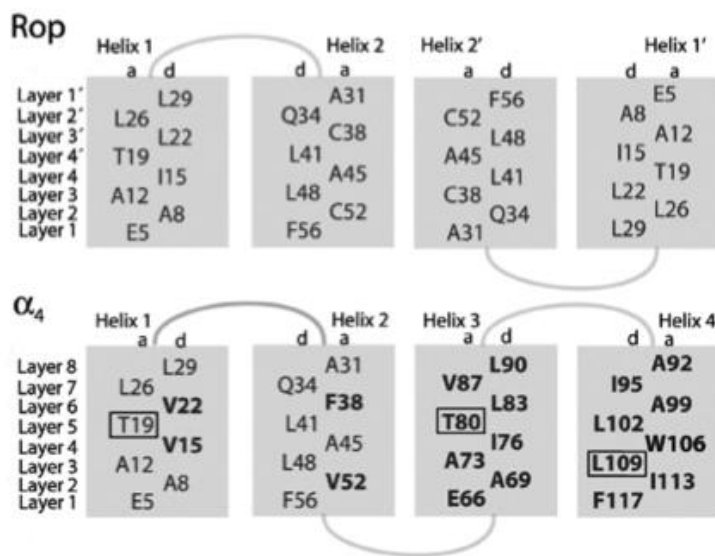 Rop
Helix 1 Helix 2 Helix 2' Helix 1'
a d d a a d d a
Layer 1´ L29 A31 F56 E5
Layer 2´ L26 Q34 C52 A8
Layer 3´ L22 C38 L48 A12
Layer 4´ T19 L41 A45 I15
Layer 4 I15 A45 L41 T19
Layer 3 A12 L48 C38 L22
Layer 2 A8 C52 Q34 L26
Layer 1 E5 F56 A31 L29
α4
Helix 1 Helix 2 Helix 3 Helix 4
a d d a a d d a
Layer 8 L29 A31 L90 A92
Layer 7 L26 Q34 V87 I95
Layer 6 V22 F38 L83 A99
Layer 5 T19 L41 T80 L102
Layer 4 V15 A45 I76 W106
Layer 3 A12 L48 A73 L109
Layer 2 A8 V52 A69 I113
Layer 1 E5 F56 E66 F117